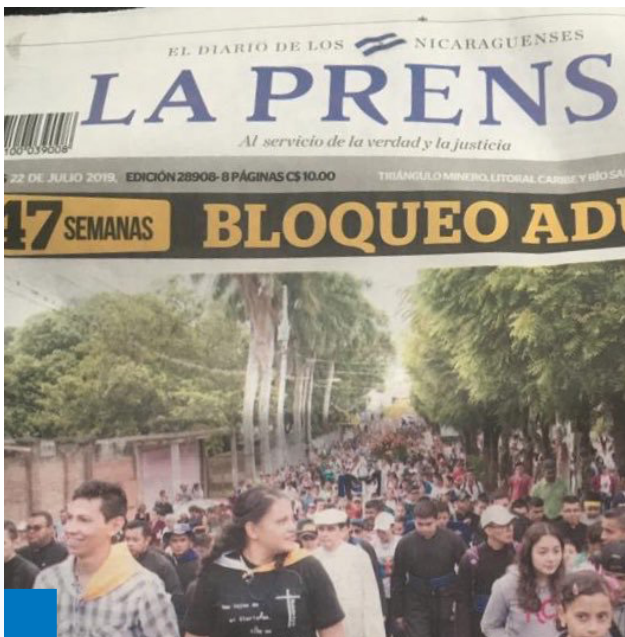 EL DIARIO DE LOS NICARAGUENSES
LA PRENS
Al servicio de la verdad y la justicia
22 DE JULIO 2019, EDICIÓN 28908- 8 PÁGINAS C$ 10.00 TRIÁNGULO MINERO, LITORAL CARIBE Y RÍO SA
47 SEMANAS BLOQUEO ADU